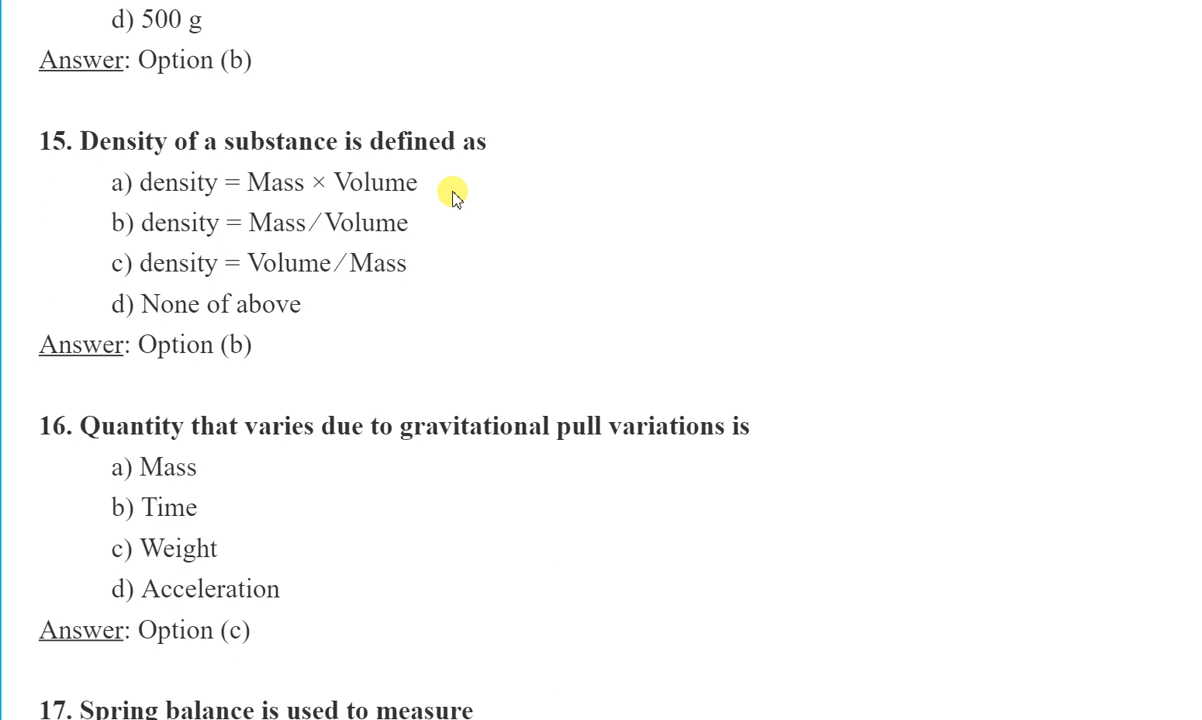 d) 500 g
Answer: Option (b)
15. Density of a substance is defined as
a) density = Mass × Volume
b) density = Mass ∕ Volume
c) density = Volume ∕ Mass
d) None of above
Answer: Option (b)
16. Quantity that varies due to gravitational pull variations is
a) Mass
b) Time
c) Weight
d) Acceleration
Answer: Option (c)
17. Spring balance is used to measure